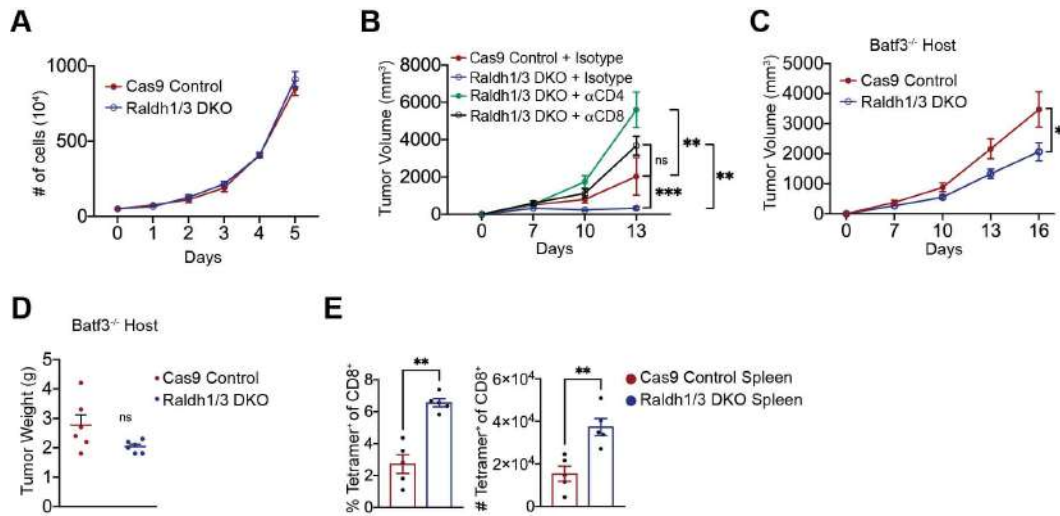 A
# of cells (10⁴)
1000
500
0
0 1 2 3 4 5
Days
Cas9 Control
Raldh1/3 DKO
B
Tumor Volume (mm³)
8000
6000
4000
2000
0
0 7 10 13
Days
Cas9 Control + Isotype
Raldh1/3 DKO + Isotype
Raldh1/3 DKO + αCD4
Raldh1/3 DKO + αCD8
ns
**
***
**
C
Batf3⁻/⁻ Host
Tumor Volume (mm³)
5000
4000
3000
2000
1000
0
0 7 10 13 16
Days
Cas9 Control
Raldh1/3 DKO
*
D
Batf3⁻/⁻ Host
Tumor Weight (g)
5
4
3
2
1
0
ns
Cas9 Control
Raldh1/3 DKO
E
% Tetramer⁺ of CD8⁺
8
6
4
2
0
**
# Tetramer⁺ of CD8⁺
6×10⁴
4×10⁴
2×10⁴
0
**
Cas9 Control Spleen
Raldh1/3 DKO Spleen